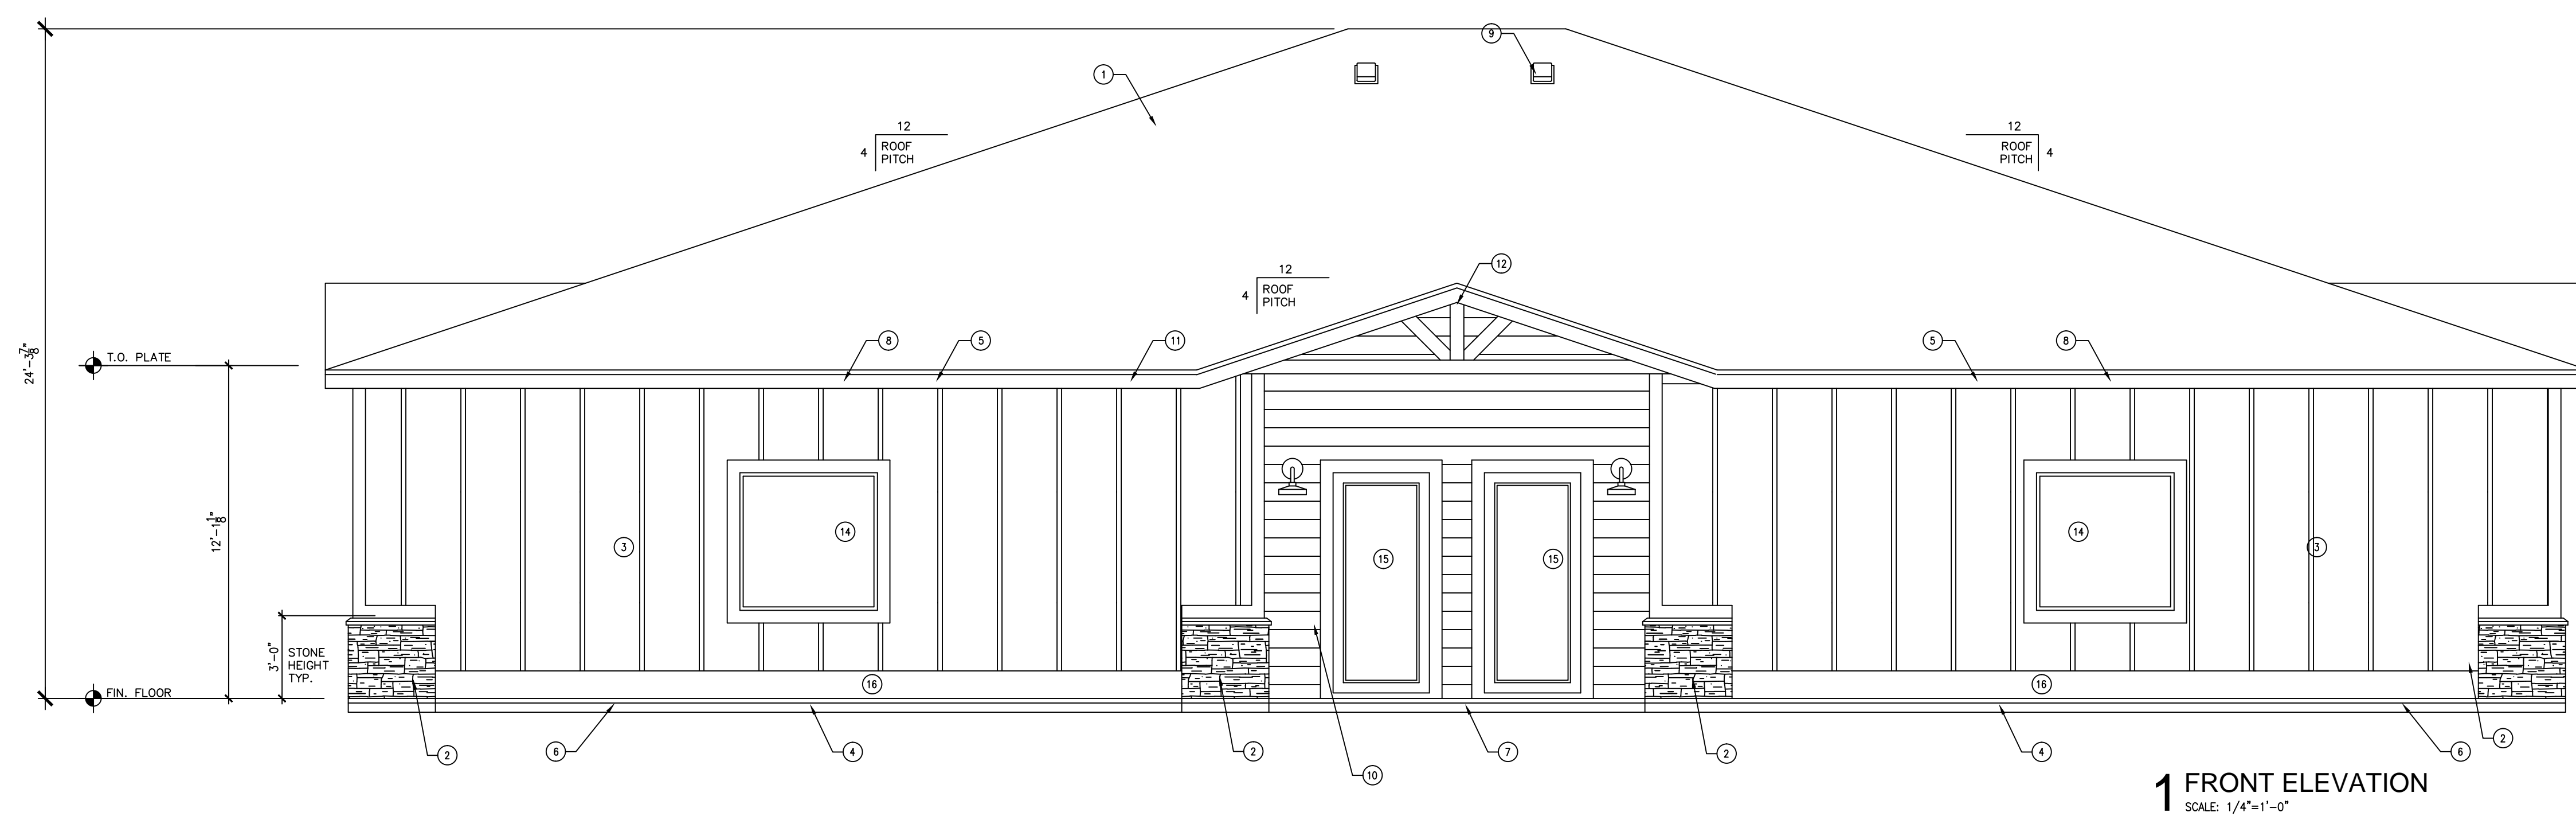 9
1
12
4
ROOF
PITCH
12
ROOF
PITCH
4
12
4
ROOF
PITCH
12
8
5
11
5
8
T.O. PLATE
24'-3 7/8"
12'-1 1/8"
3
14
15
15
14
3
3'-0"
STONE
HEIGHT
TYP.
16
16
FIN. FLOOR
2
6
4
2
10
7
2
4
6
2
1 FRONT ELEVATION
SCALE: 1/4"=1'-0"